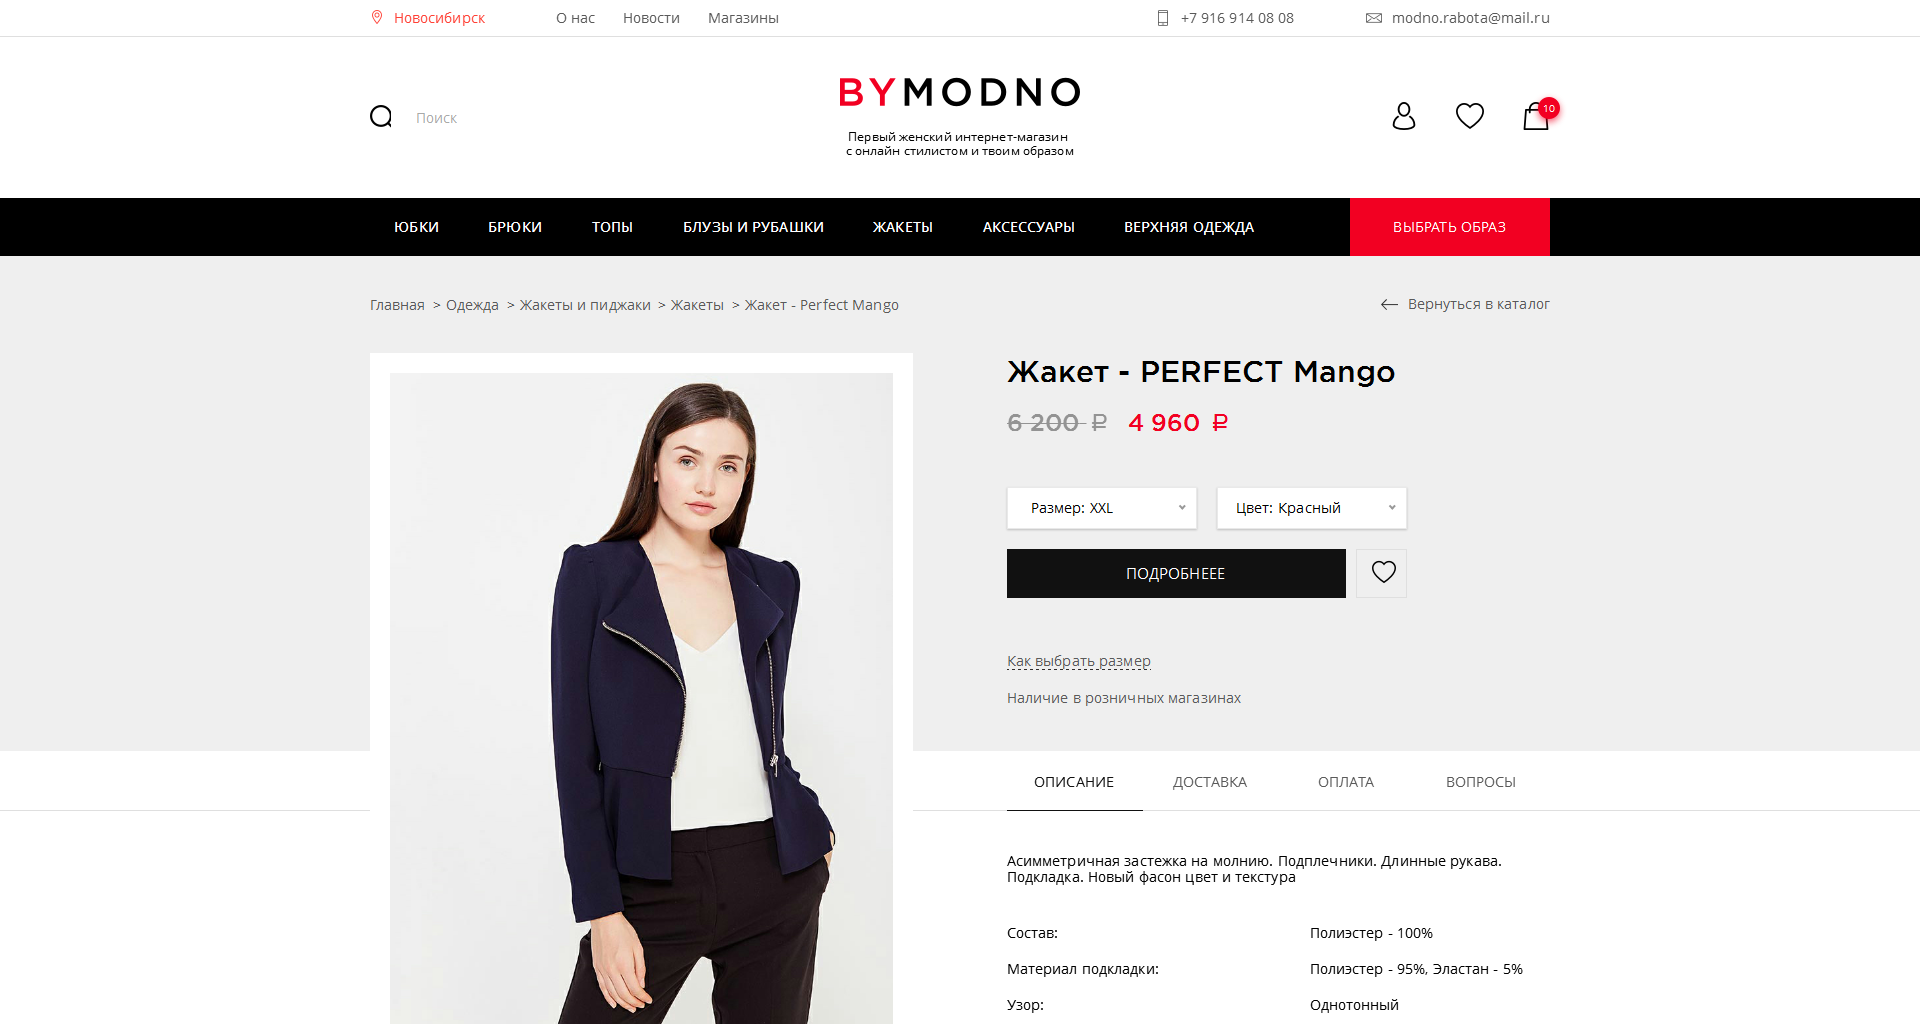 Новосибирск О нас Новости Магазины +7 916 914 08 08 modno.rabota@mail.ru
BYMODNO
Поиск 10
Первый женский интернет-магазин
с онлайн стилистом и твоим образом
ЮБКИ БРЮКИ ТОПЫ БЛУЗЫ И РУБАШКИ ЖАКЕТЫ АКСЕССУАРЫ ВЕРХНЯЯ ОДЕЖДА ВЫБРАТЬ ОБРАЗ
Главная > Одежда > Жакеты и пиджаки > Жакеты > Жакет - Perfect Mango Вернуться в каталог
Жакет - PERFECT Mango
6 200 ₽ 4 960 ₽
Размер: XXL Цвет: Красный
ПОДРОБНЕЕЕ
Как выбрать размер
Наличие в розничных магазинах
ОПИСАНИЕ ДОСТАВКА ОПЛАТА ВОПРОСЫ
Асимметричная застежка на молнию. Подплечники. Длинные рукава.
Подкладка. Новый фасон цвет и текстура
Состав: Полиэстер - 100%
Материал подкладки: Полиэстер - 95%, Эластан - 5%
Узор: Однотонный